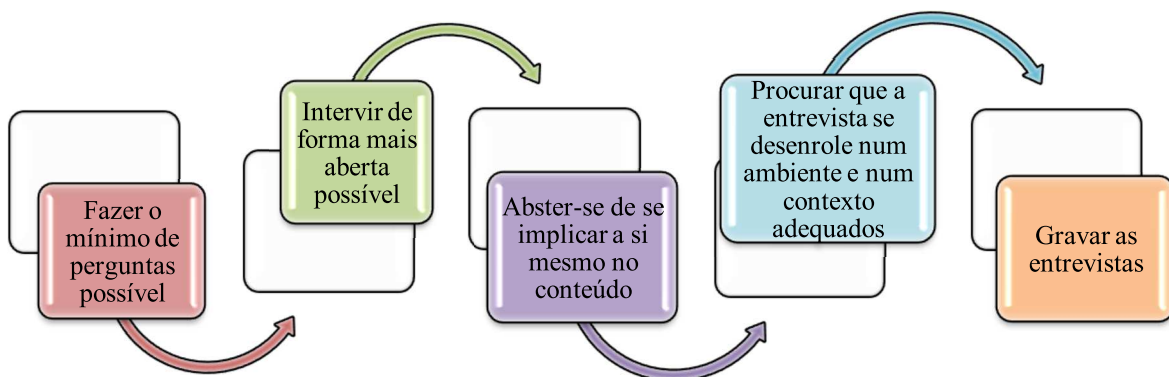 Fazer o
mínimo de
perguntas
possível
Intervir de
forma mais
aberta
possível
Abster-se de se
implicar a si
mesmo no
conteúdo
Procurar que a
entrevista se
desenrole num
ambiente e num
contexto
adequados
Gravar as
entrevistas